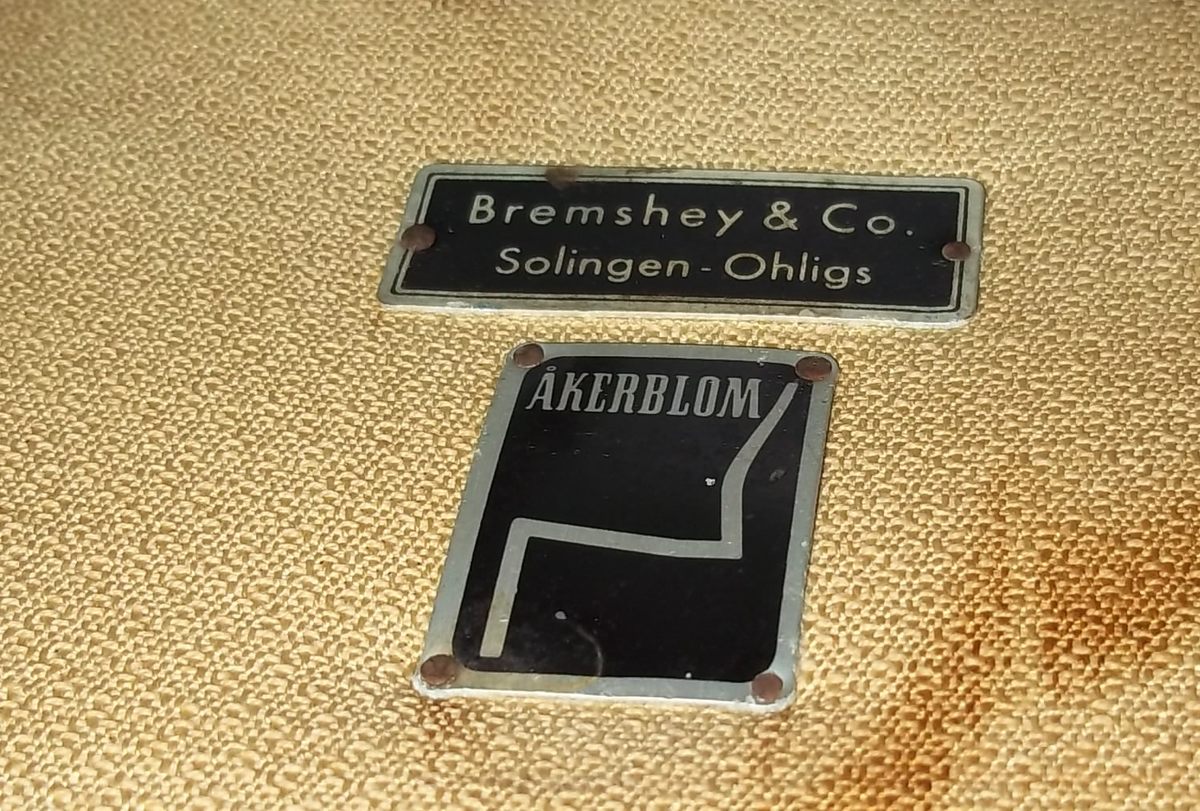 Bremshey & Co.
Solingen - Ohligs
ÅKERBLOM